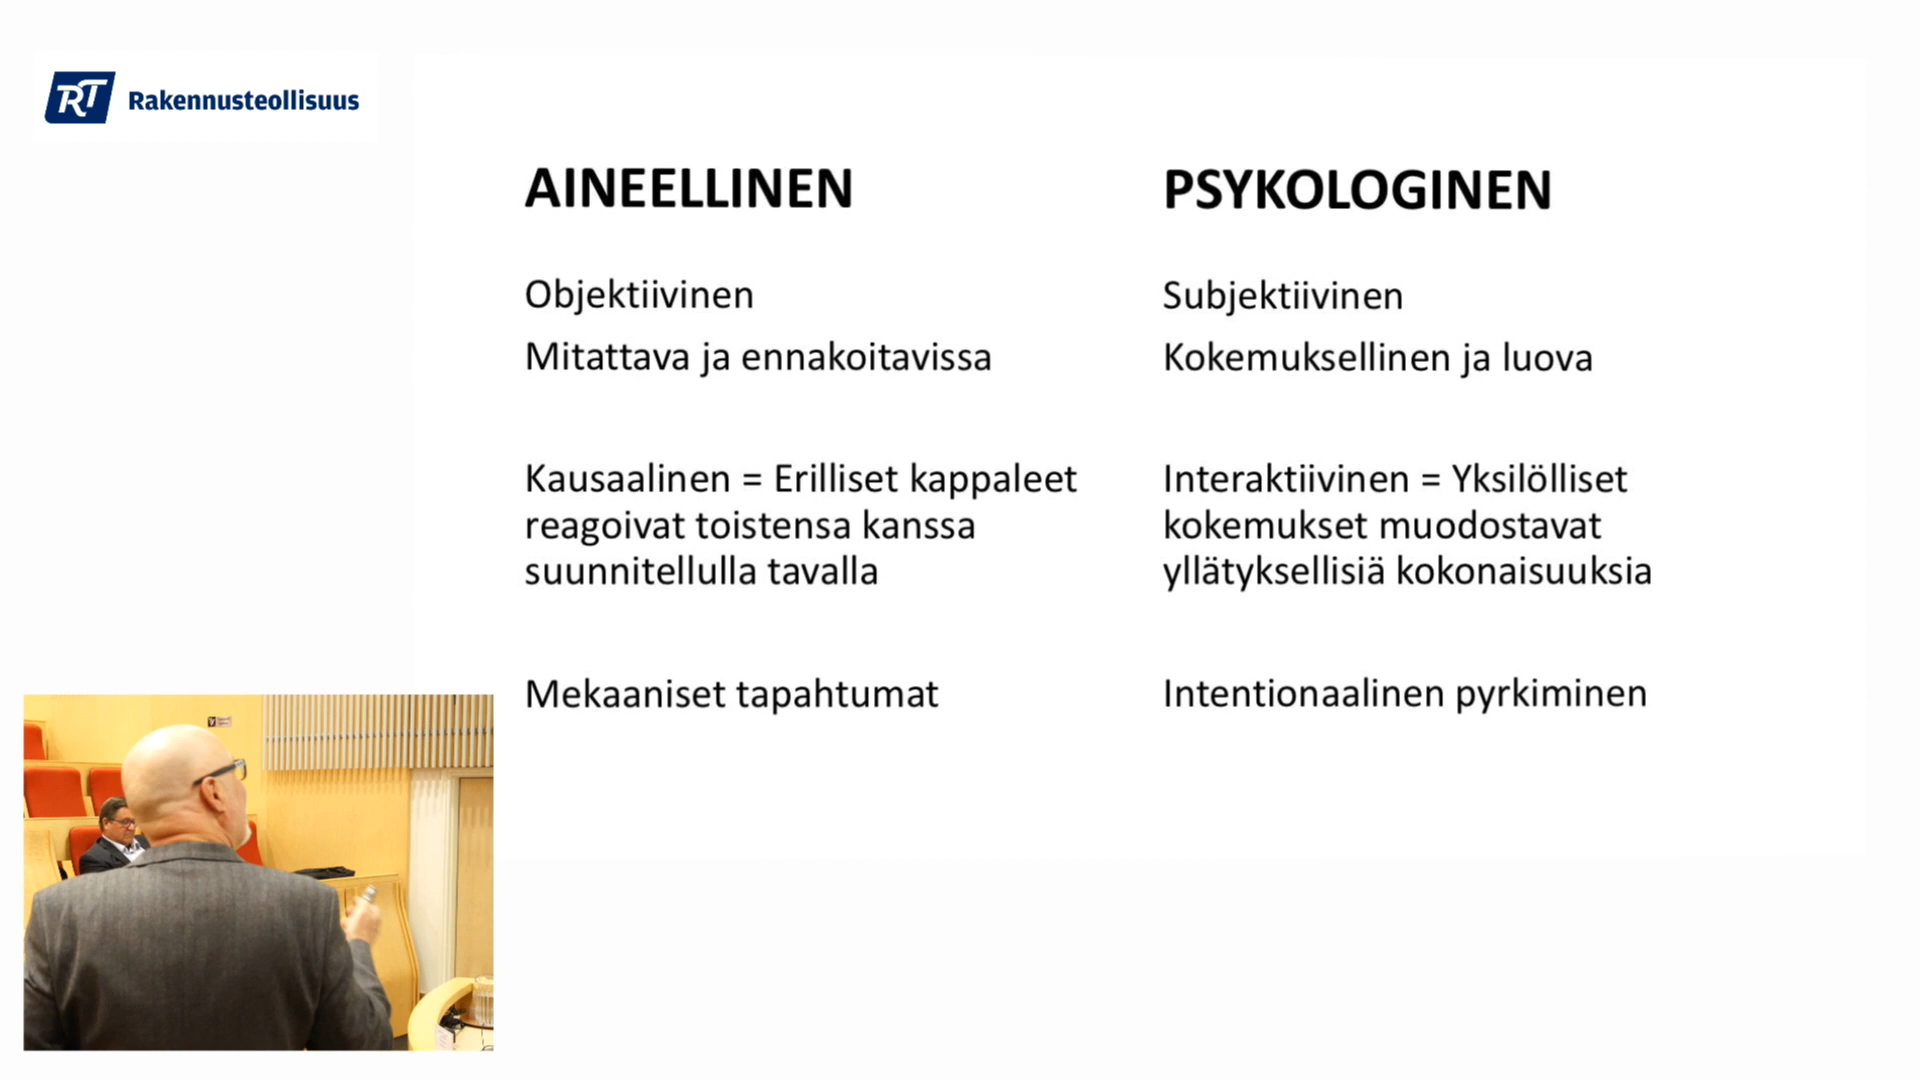 RT Rakennusteollisuus
AINEELLINEN
Objektiivinen
Mitattava ja ennakoitavissa
Kausaalinen = Erilliset kappaleet
reagoivat toistensa kanssa
suunnitellulla tavalla
Mekaaniset tapahtumat
PSYKOLOGINEN
Subjektiivinen
Kokemuksellinen ja luova
Interaktiivinen = Yksilölliset
kokemukset muodostavat
yllätyksellisiä kokonaisuuksia
Intentionaalinen pyrkiminen